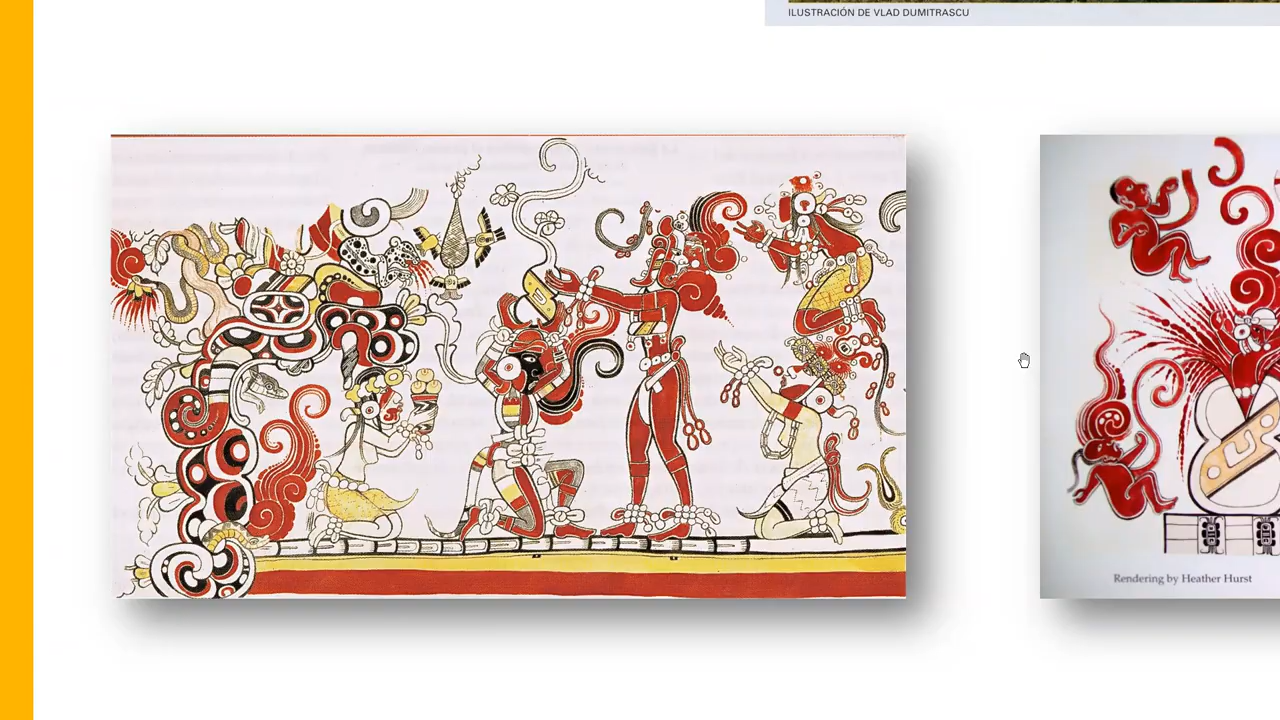 ILUSTRACIÓN DE VLAD DUMITRASCU
Rendering by Heather Hurst